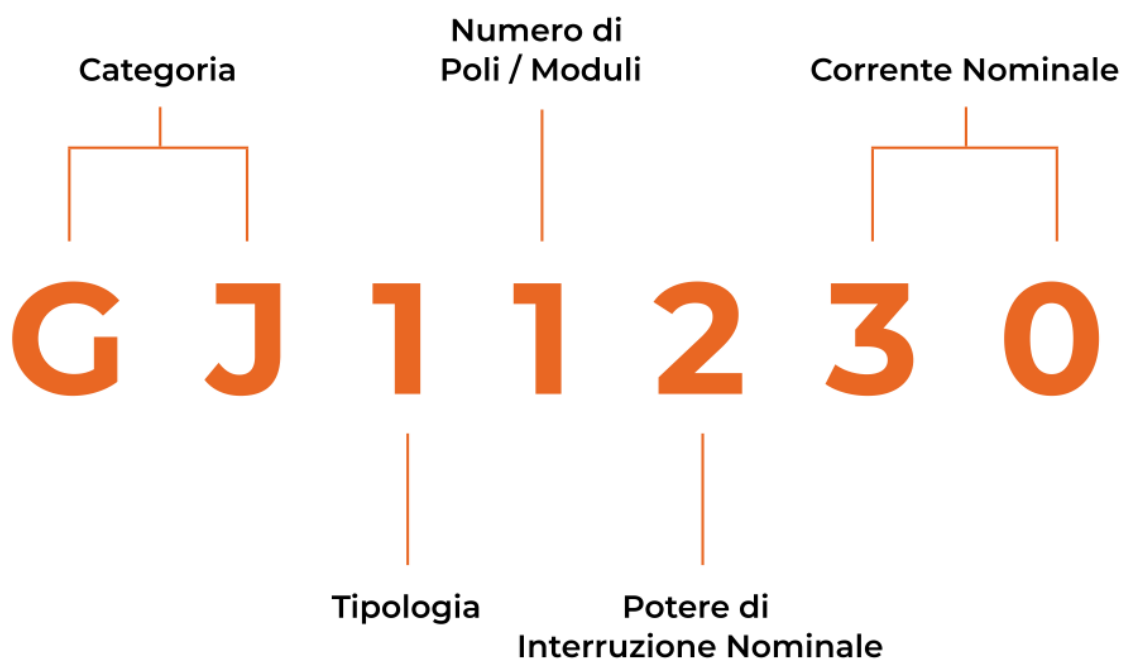 Numero di
Poli / Moduli
Categoria
Corrente Nominale
G J 1 1 2 3 0
Tipologia
Potere di
Interruzione Nominale